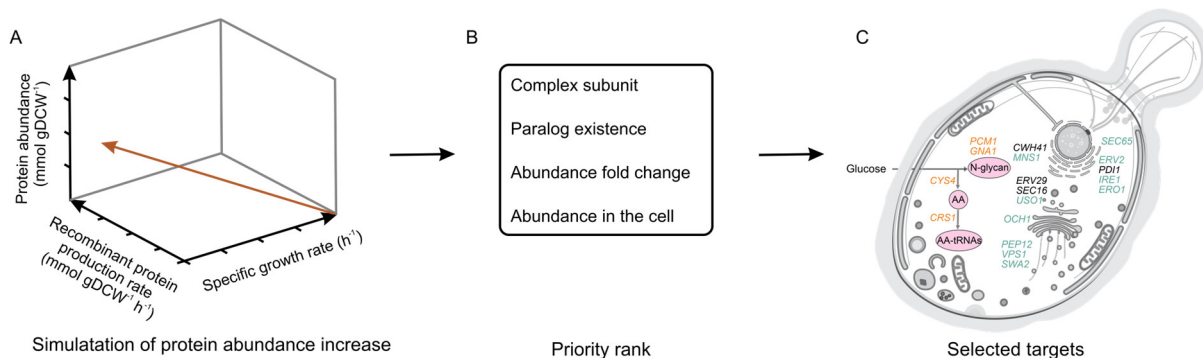 A
Protein abundance
(mmol gDCW⁻¹)
Recombinant protein
production rate
(mmol gDCW⁻¹ h⁻¹)
Specific growth rate (h⁻¹)
Simulatation of protein abundance increase
B
Complex subunit
Paralog existence
Abundance fold change
Abundance in the cell
Priority rank
C
Glucose
PCM1
GNA1
N-glycan
CYS4
AA
CRS1
AA-tRNAs
CWH41
MNS1
ERV29
SEC16
USO1
OCH1
PEP12
VPS1
SWA2
SEC65
ERV2
PDI1
IRE1
ERO1
Selected targets